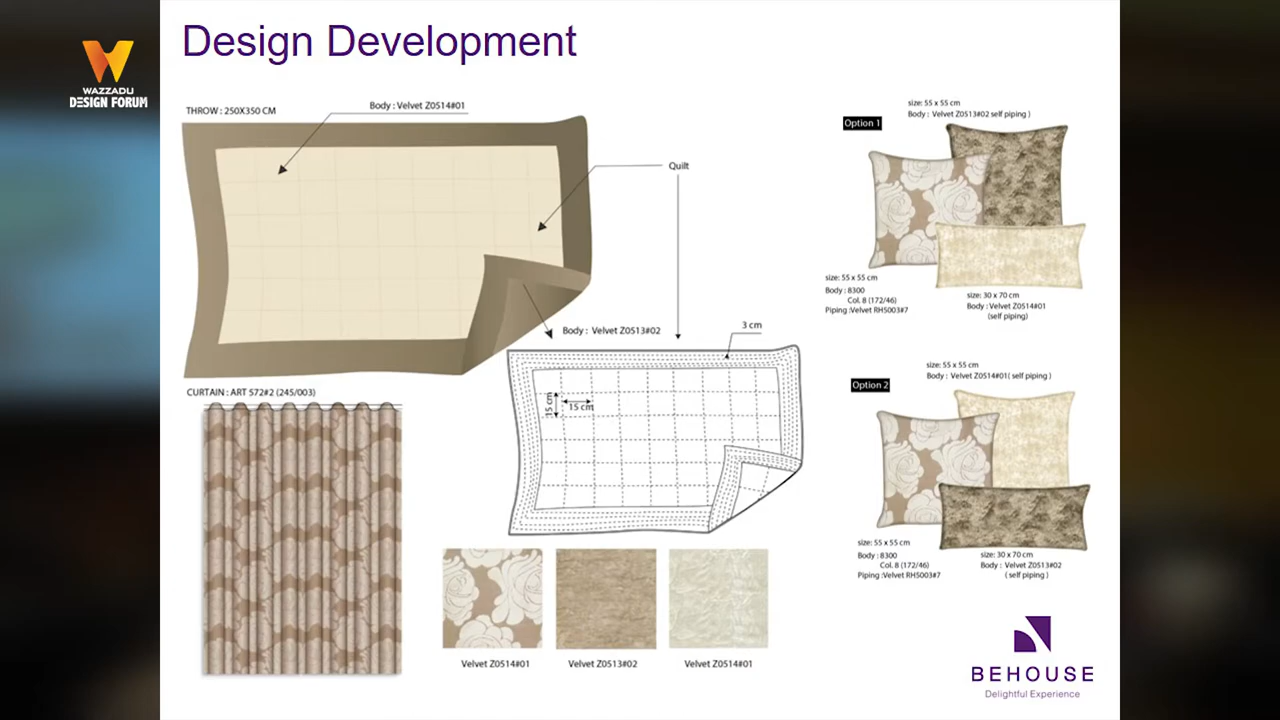 Design Development
WAZZADU
DESIGN FORUM
THROW : 250X350 CM
Body : Velvet Z0514#01
Quilt
Body : Velvet Z0513#02
3 cm
15 cm
15 cm
CURTAIN : ART 572#2 (245/003)
Velvet Z0514#01
Velvet Z0513#02
Velvet Z0514#01
size: 55 x 55 cm
Body : Velvet Z0513#02 self piping )
Option 1
size: 55 x 55 cm
Body : 8300
Col. 8 (172/46)
Piping :Velvet RH5003#7
size: 30 x 70 cm
Body : Velvet Z0514#01
(self piping)
size: 55 x 55 cm
Body : Velvet Z0514#01( self piping )
Option 2
size: 55 x 55 cm
Body : 8300
Col. 8 (172/46)
Piping :Velvet RH5003#7
size: 30 x 70 cm
Body : Velvet Z0513#02
( self piping )
BEHOUSE
Delightful Experience